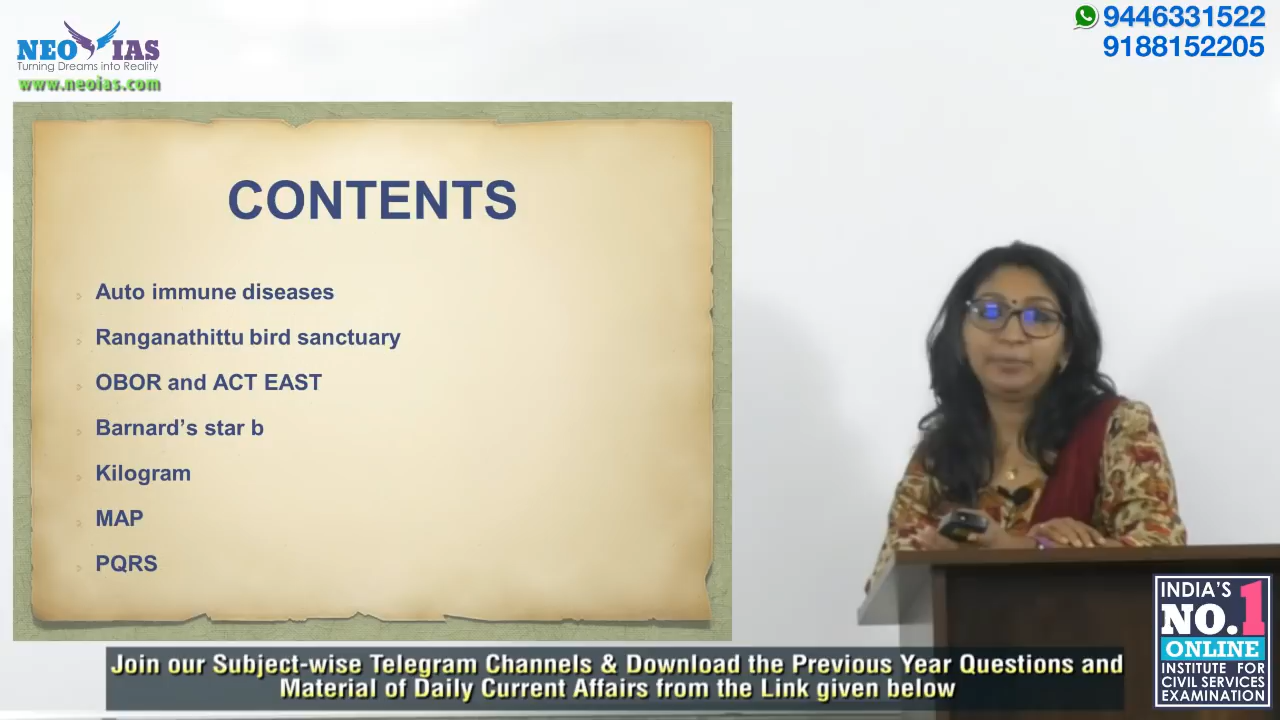 NEO IAS
Turning Dreams into Reality
www.neoias.com
9446331522
9188152205
CONTENTS
Auto immune diseases
Ranganathittu bird sanctuary
OBOR and ACT EAST
Barnard’s star b
Kilogram
MAP
PQRS
INDIA’S
NO.1
ONLINE
INSTITUTE FOR
CIVIL SERVICES
EXAMINATION
Join our Subject-wise Telegram Channels & Download the Previous Year Questions and
Material of Daily Current Affairs from the Link given below